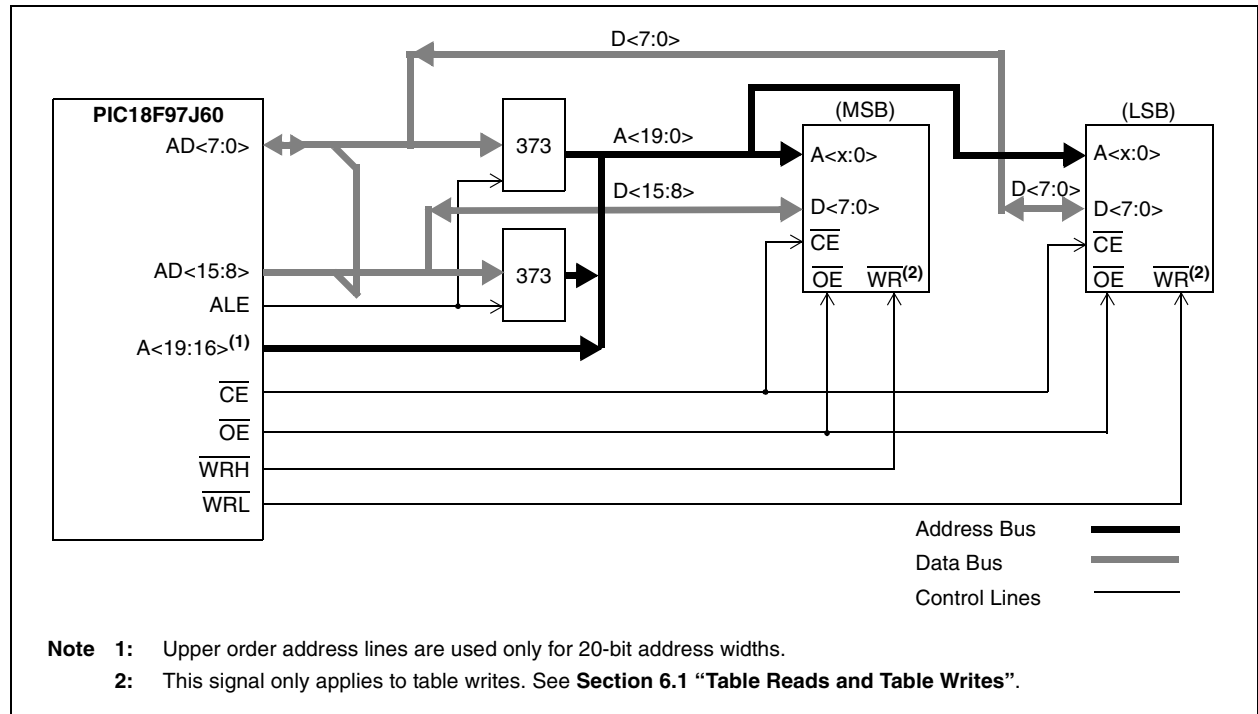 D<7:0>
PIC18F97J60
AD<7:0>
373
A<19:0>
(MSB)
(LSB)
A<x:0>
A<x:0>
D<15:8>
D<7:0>
D<7:0>
D<7:0>
CE
CE
AD<15:8>
373
OE
WR(2)
OE
WR(2)
ALE
A<19:16>(1)
CE
OE
WRH
WRL
Address Bus
Data Bus
Control Lines
Note 1: Upper order address lines are used only for 20-bit address widths.
2: This signal only applies to table writes. See Section 6.1 “Table Reads and Table Writes”.